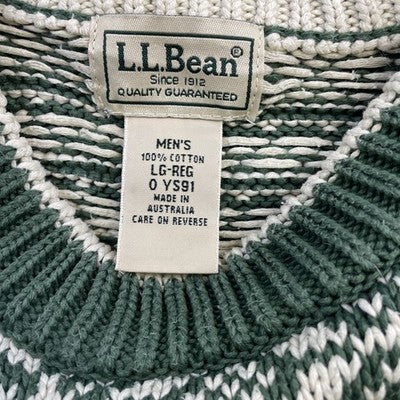 L.L.Bean®
Since 1912
QUALITY GUARANTEED
MEN'S
100% COTTON
LG-REG
0 YS91
MADE IN
AUSTRALIA
CARE ON REVERSE